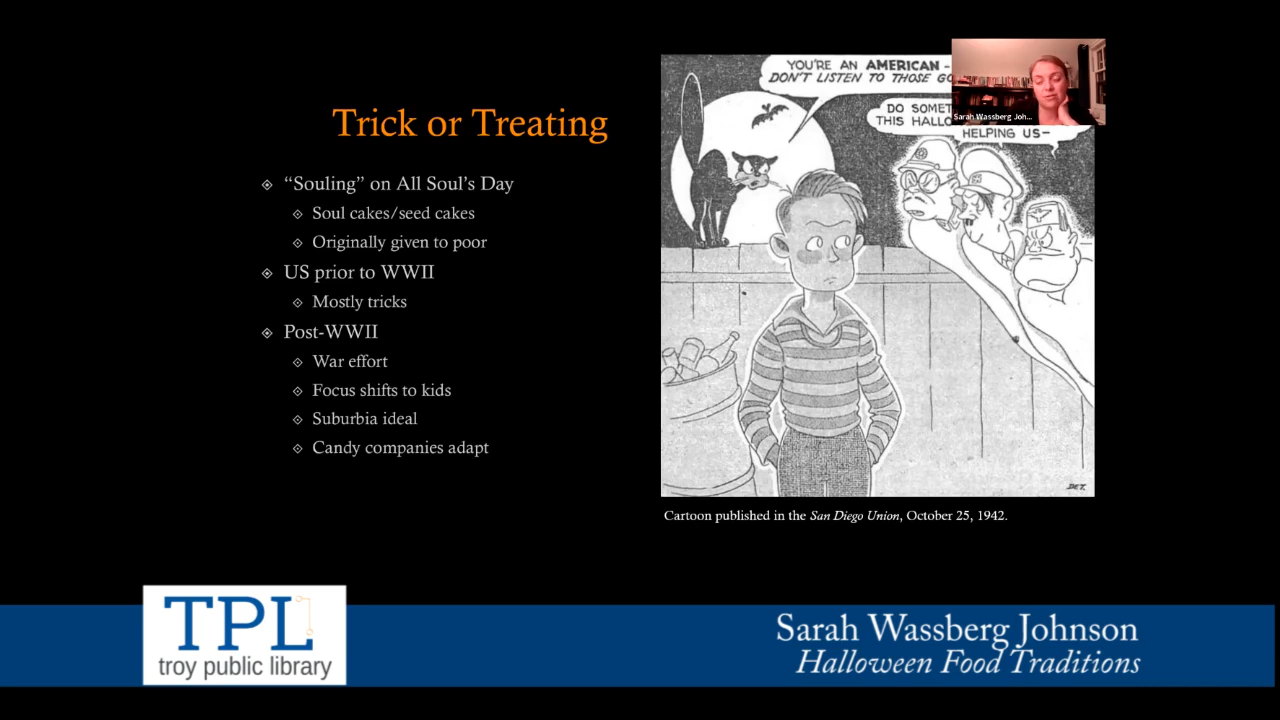 Trick or Treating
“Souling” on All Soul’s Day
Soul cakes/seed cakes
Originally given to poor
US prior to WWII
Mostly tricks
Post-WWII
War effort
Focus shifts to kids
Suburbia ideal
Candy companies adapt
YOU'RE AN AMERICAN -
DON'T LISTEN TO THOSE
DO
THIS
HELPING US-
Sarah Wassberg Joh...
DET.
Cartoon published in the San Diego Union, October 25, 1942.
TPL
troy public library
Sarah Wassberg Johnson
Halloween Food Traditions